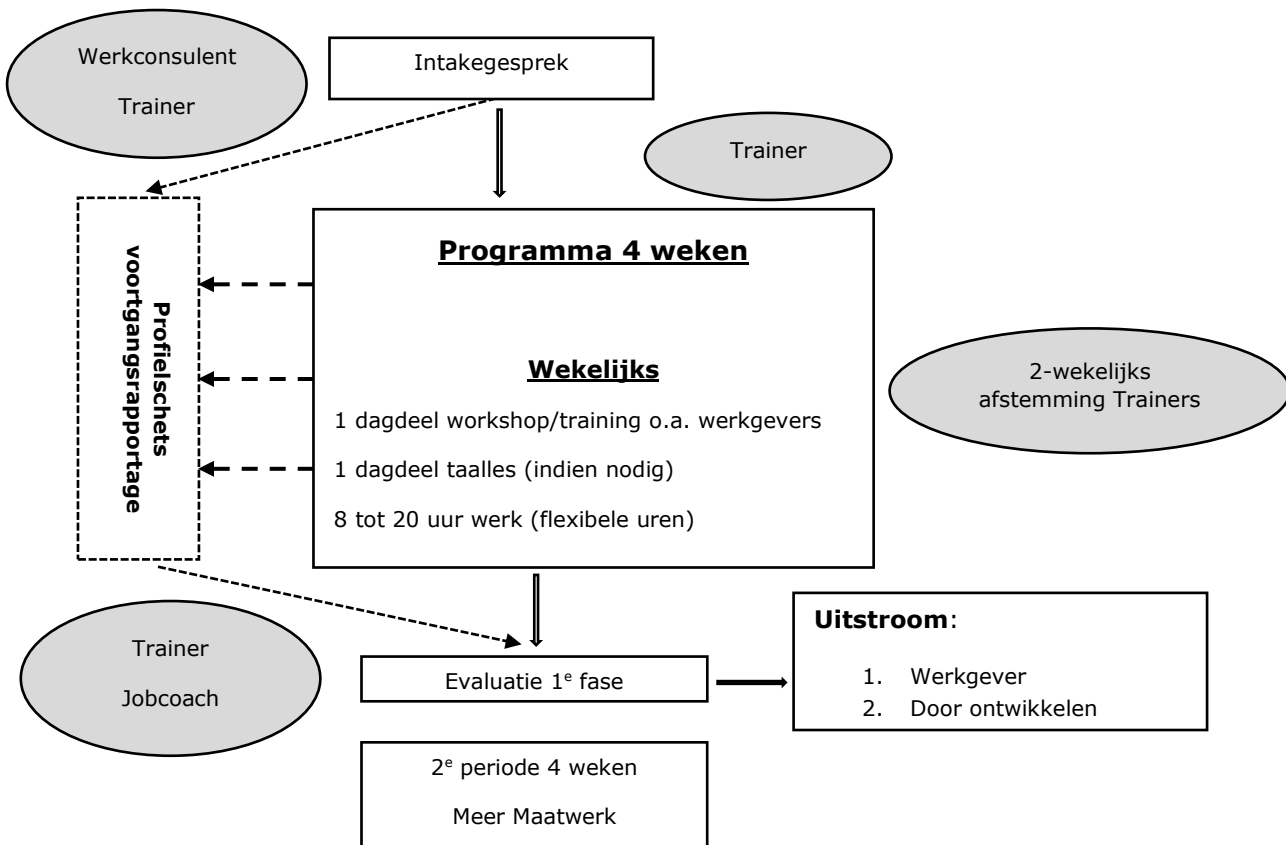 Werkconsulent
Trainer
Intakegesprek
Trainer
Profielschets
voortgangsrapportage
Programma 4 weken
Wekelijks
1 dagdeel workshop/training o.a. werkgevers
1 dagdeel taalles (indien nodig)
8 tot 20 uur werk (flexibele uren)
2-wekelijks
afstemming Trainers
Trainer
Jobcoach
Evaluatie 1e fase
Uitstroom:
1. Werkgever
2. Door ontwikkelen
2e periode 4 weken
Meer Maatwerk